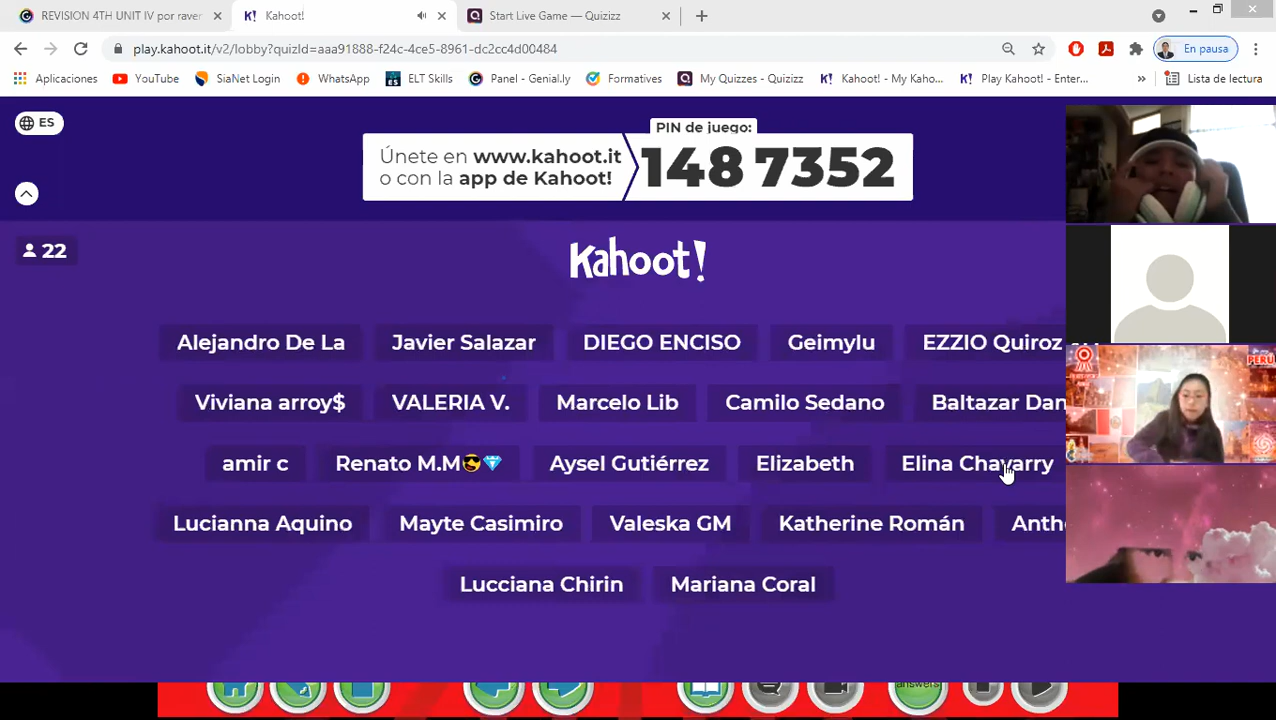 REVISION 4TH UNIT IV por raver
Kahoot!
Start Live Game — Quizizz
play.kahoot.it/v2/lobby?quizId=aaa91888-f24c-4ce5-8961-dc2cc4d00484
En pausa
Aplicaciones
YouTube
SiaNet Login
WhatsApp
ELT Skills
Panel - Genial.ly
Formatives
My Quizzes - Quizizz
Kahoot! - My Kaho...
Play Kahoot! - Enter...
Lista de lectura
ES
PIN de juego:
Únete en www.kahoot.it
o con la app de Kahoot!
148 7352
22
Kahoot!
Alejandro De La
Javier Salazar
DIEGO ENCISO
Geimylu
EZZIO Quiroz
Viviana arroy$
VALERIA V.
Marcelo Lib
Camilo Sedano
Baltazar Dan
amir c
Renato M.M😎💎
Aysel Gutiérrez
Elizabeth
Elina Chavarry
Lucianna Aquino
Mayte Casimiro
Valeska GM
Katherine Román
Anth
Lucciana Chirin
Mariana Coral
PERÚ
answers